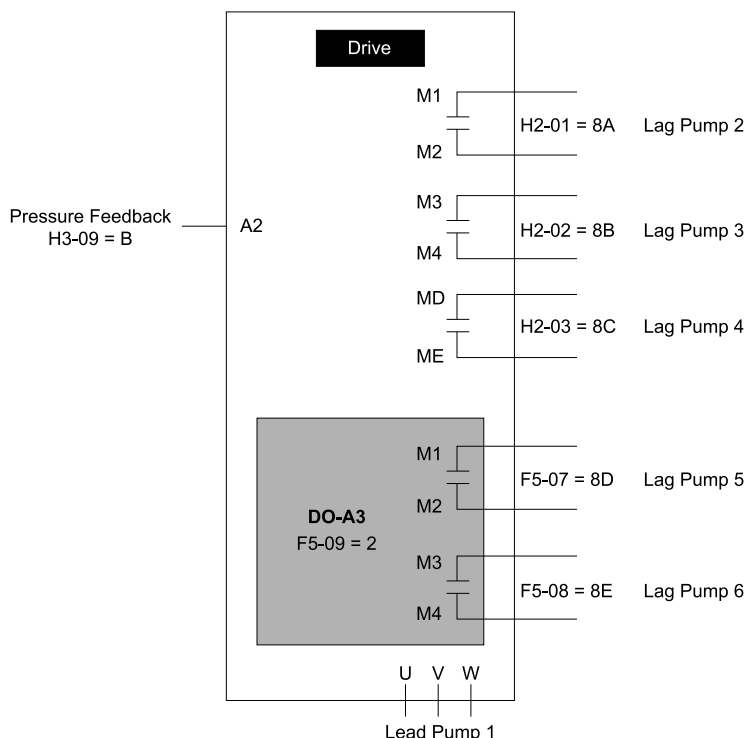 Drive
M1
H2-01 = 8A Lag Pump 2
M2
M3
Pressure Feedback
H3-09 = B
A2
H2-02 = 8B Lag Pump 3
M4
MD
H2-03 = 8C Lag Pump 4
ME
M1
F5-07 = 8D Lag Pump 5
M2
DO-A3
F5-09 = 2
M3
F5-08 = 8E Lag Pump 6
M4
U V W
Lead Pump 1